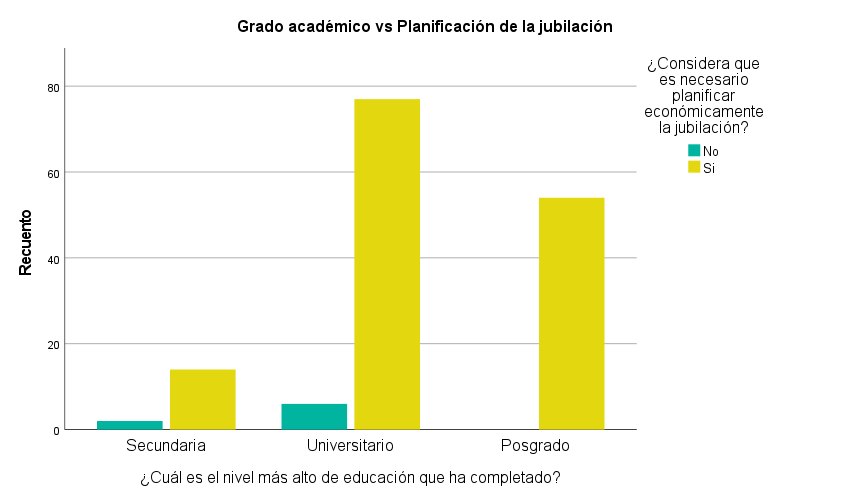 Grado académico vs Planificación de la jubilación
¿Considera que
es necesario
planificar
económicamente
la jubilación?
No
Si
80
60
40
20
0
Recuento
Secundaria
Universitario
Posgrado
¿Cuál es el nivel más alto de educación que ha completado?